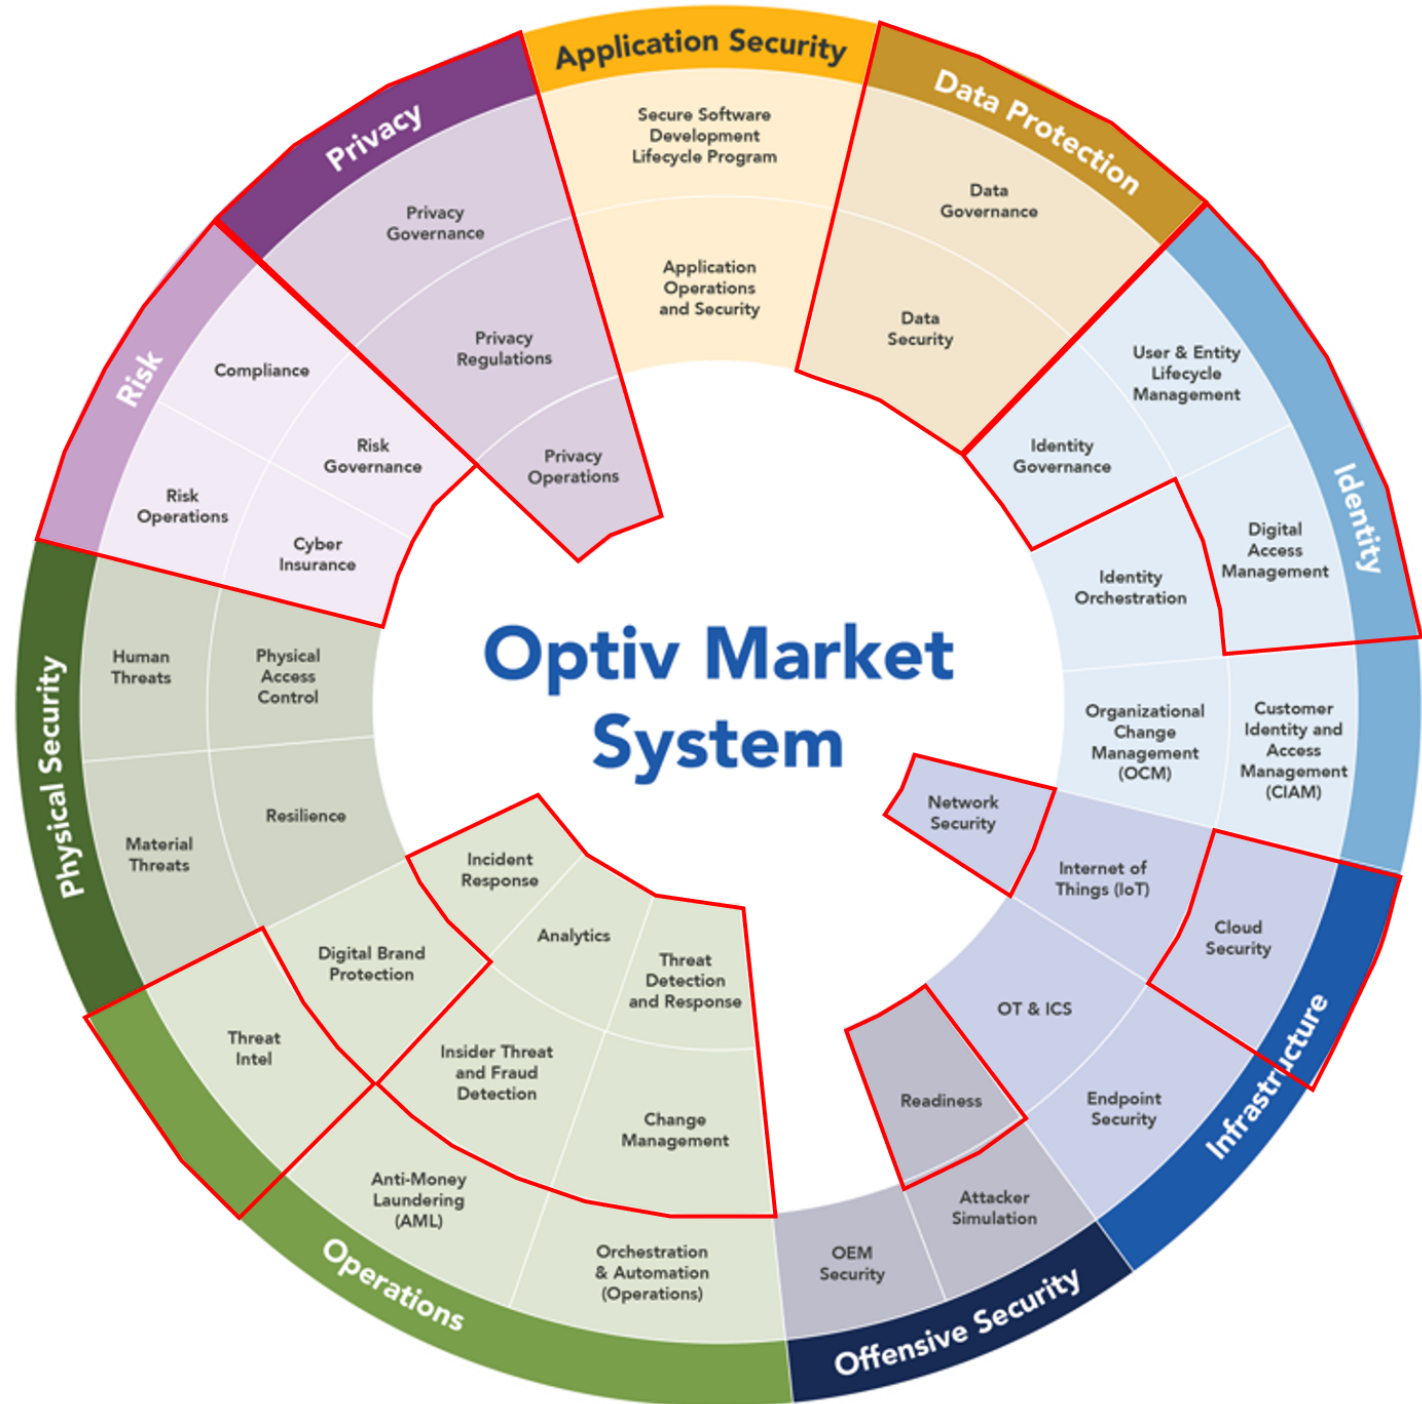 Application Security
Secure Software
Development
Lifecycle Program
Application
Operations
and Security
Data Protection
Data
Governance
Data
Security
Identity
User & Entity
Lifecycle
Management
Identity
Governance
Digital
Access
Management
Identity
Orchestration
Organizational
Change
Management
(OCM)
Customer
Identity and
Access
Management
(CIAM)
Infrastructure
Network
Security
Internet of
Things (IoT)
Cloud
Security
OT & ICS
Endpoint
Security
Offensive Security
Readiness
Attacker
Simulation
OEM
Security
Operations
Incident
Response
Analytics
Threat
Detection
and Response
Digital Brand
Protection
Insider Threat
and Fraud
Detection
Change
Management
Threat
Intel
Anti-Money
Laundering
(AML)
Orchestration
& Automation
(Operations)
Physical Security
Human
Threats
Physical
Access
Control
Material
Threats
Resilience
Risk
Compliance
Risk
Governance
Risk
Operations
Cyber
Insurance
Privacy
Privacy
Governance
Privacy
Regulations
Privacy
Operations
Optiv Market
System